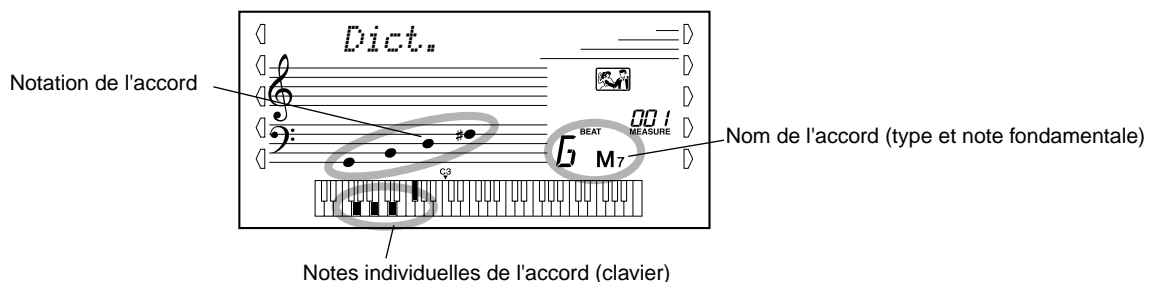 Dict.
Notation de l'accord
001
BEAT
MEASURE
Nom de l'accord (type et note fondamentale)
G M7
C3
Notes individuelles de l'accord (clavier)